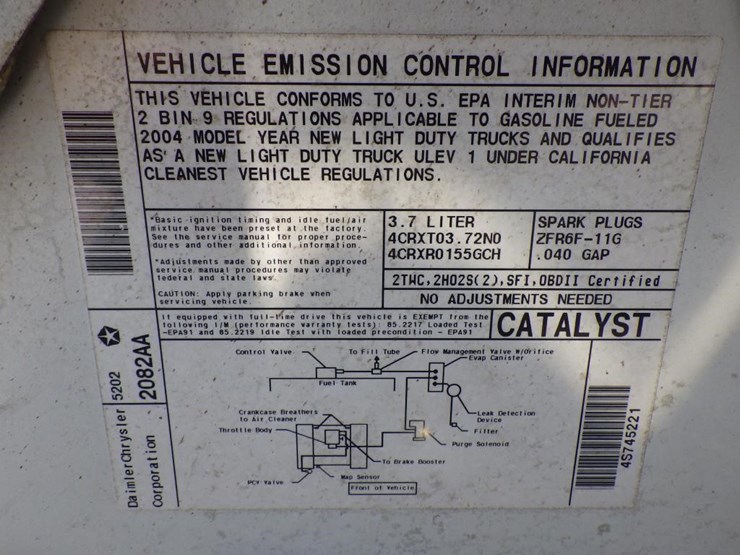 VEHICLE EMISSION CONTROL INFORMATION
THIS VEHICLE CONFORMS TO U.S. EPA INTERIM NON-TIER
2 BIN 9 REGULATIONS APPLICABLE TO GASOLINE FUELED
2004 MODEL YEAR NEW LIGHT DUTY TRUCKS AND QUALIFIES
AS A NEW LIGHT DUTY TRUCK ULEV 1 UNDER CALIFORNIA
CLEANEST VEHICLE REGULATIONS.
*Basic ignition timing and idle fuel/air
mixture have been preset at the factory.
See the service manual for proper proce-
dures and other additional information.
*Adjustments made by other than approved
service manual procedures may violate
federal and state laws.
CAUTION: Apply parking brake when
servicing vehicle.
3.7 LITER
4CRXT03.72N0
4CRXR0155GCH
SPARK PLUGS
ZFR6F-11G
.040 GAP
2TWC,2HO2S(2),SFI,OBDII Certified
NO ADJUSTMENTS NEEDED
If equipped with full-time drive this vehicle is EXEMPT from the
following I/M (performance warranty tests): 85.2217 Loaded Test
-EPA91 and 85.2219 Idle Test with loaded precondition - EPA91
CATALYST
DaimlerChrysler
Corporation
5202
2082AA
Control Valve
To Fill Tube
Flow Management Valve W/Orifice
Evap Canister
Fuel Tank
Crankcase Breathers
to Air Cleaner
Throttle Body
Leak Detection
Device
Filter
Purge Solenoid
To Brake Booster
Map Sensor
PCV Valve
Front of Vehicle
4S745221